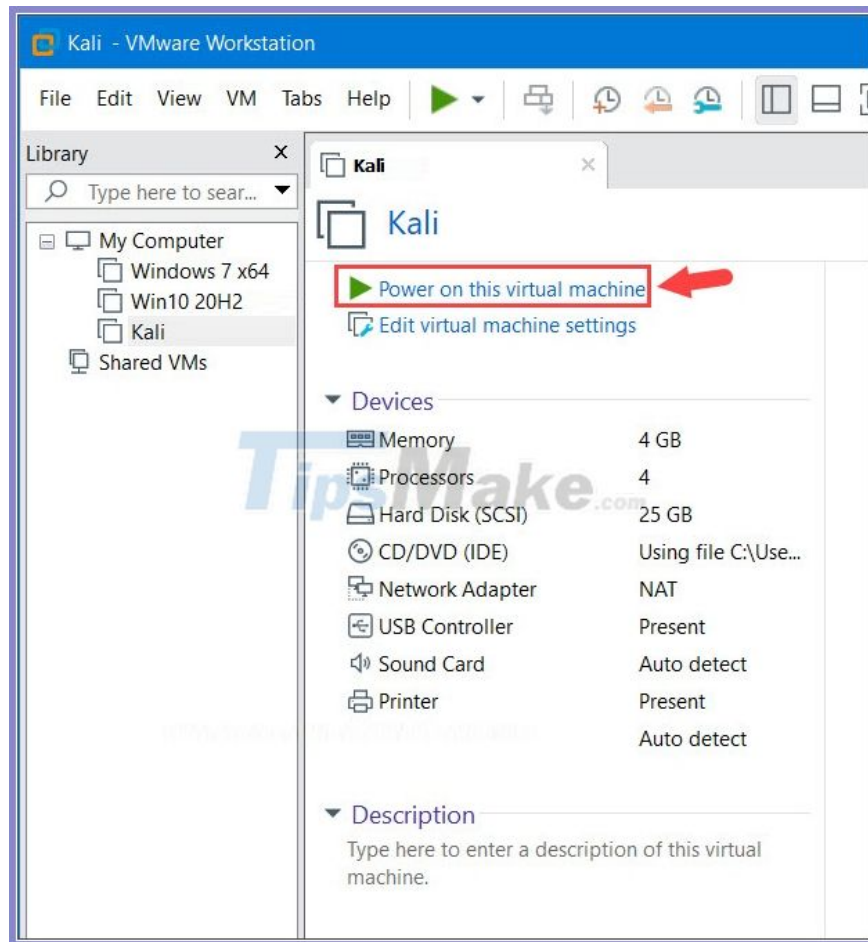 Kali - VMware Workstation
File Edit View VM Tabs Help
Library X
Type here to sear...
My Computer
Windows 7 x64
Win10 20H2
Kali
Shared VMs
Kali
Kali
Power on this virtual machine
Edit virtual machine settings
Devices
Memory 4 GB
Processors 4
Hard Disk (SCSI) 25 GB
CD/DVD (IDE) Using file C:\Use...
Network Adapter NAT
USB Controller Present
Sound Card Auto detect
Printer Present
Auto detect
TipsMake.com
Description
Type here to enter a description of this virtual
machine.